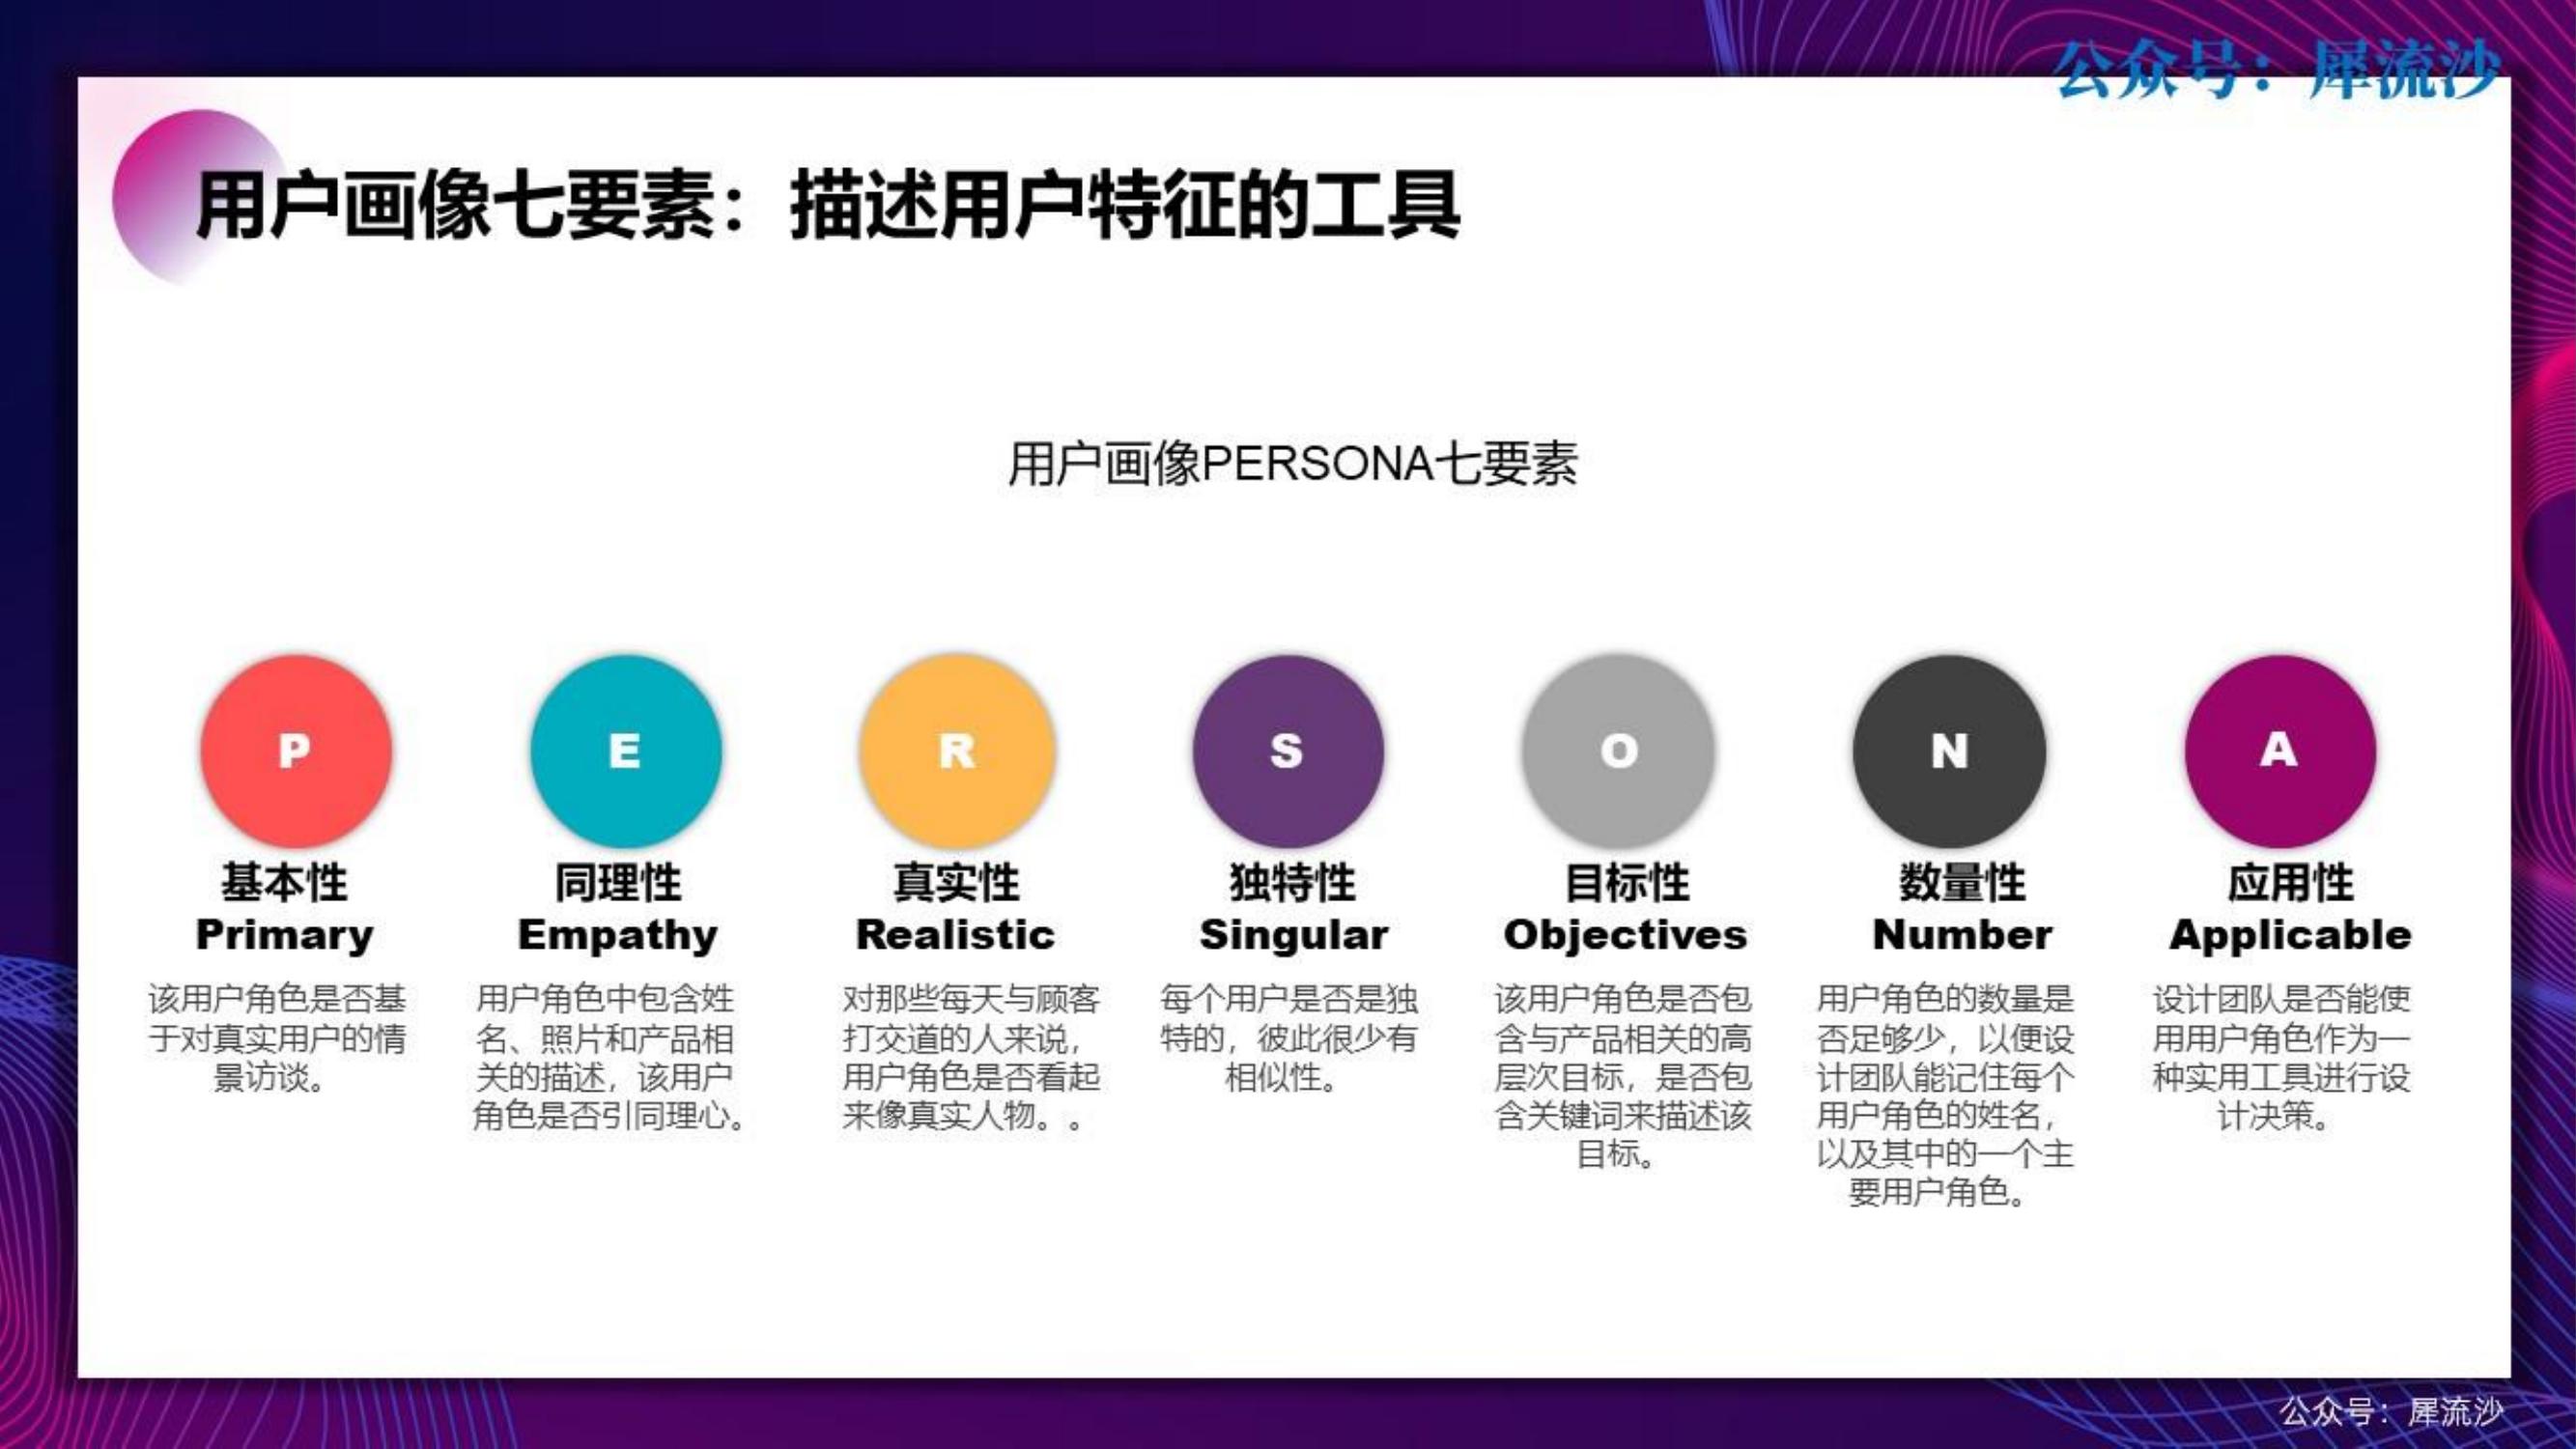 公众号：犀流沙
用户画像七要素：描述用户特征的工具
用户画像PERSONA七要素
P
E
R
S
O
N
A
基本性
Primary
该用户角色是否基
于对真实用户的情
景访谈。
同理性
Empathy
用户角色中包含姓
名、照片和产品相
关的描述，该用户
角色是否引同理心。
真实性
Realistic
对那些每天与顾客
打交道的人来说，
用户角色是否看起
来像真实人物。。
独特性
Singular
每个用户是否是独
特的，彼此很少有
相似性。
目标性
Objectives
该用户角色是否包
含与产品相关的高
层次目标，是否包
含关键词来描述该
目标。
数量性
Number
用户角色的数量是
否足够少，以便设
计团队能记住每个
用户角色的姓名，
以及其中的一个主
要用户角色。
应用性
Applicable
设计团队是否能使
用用户角色作为一
种实用工具进行设
计决策。
公众号：犀流沙